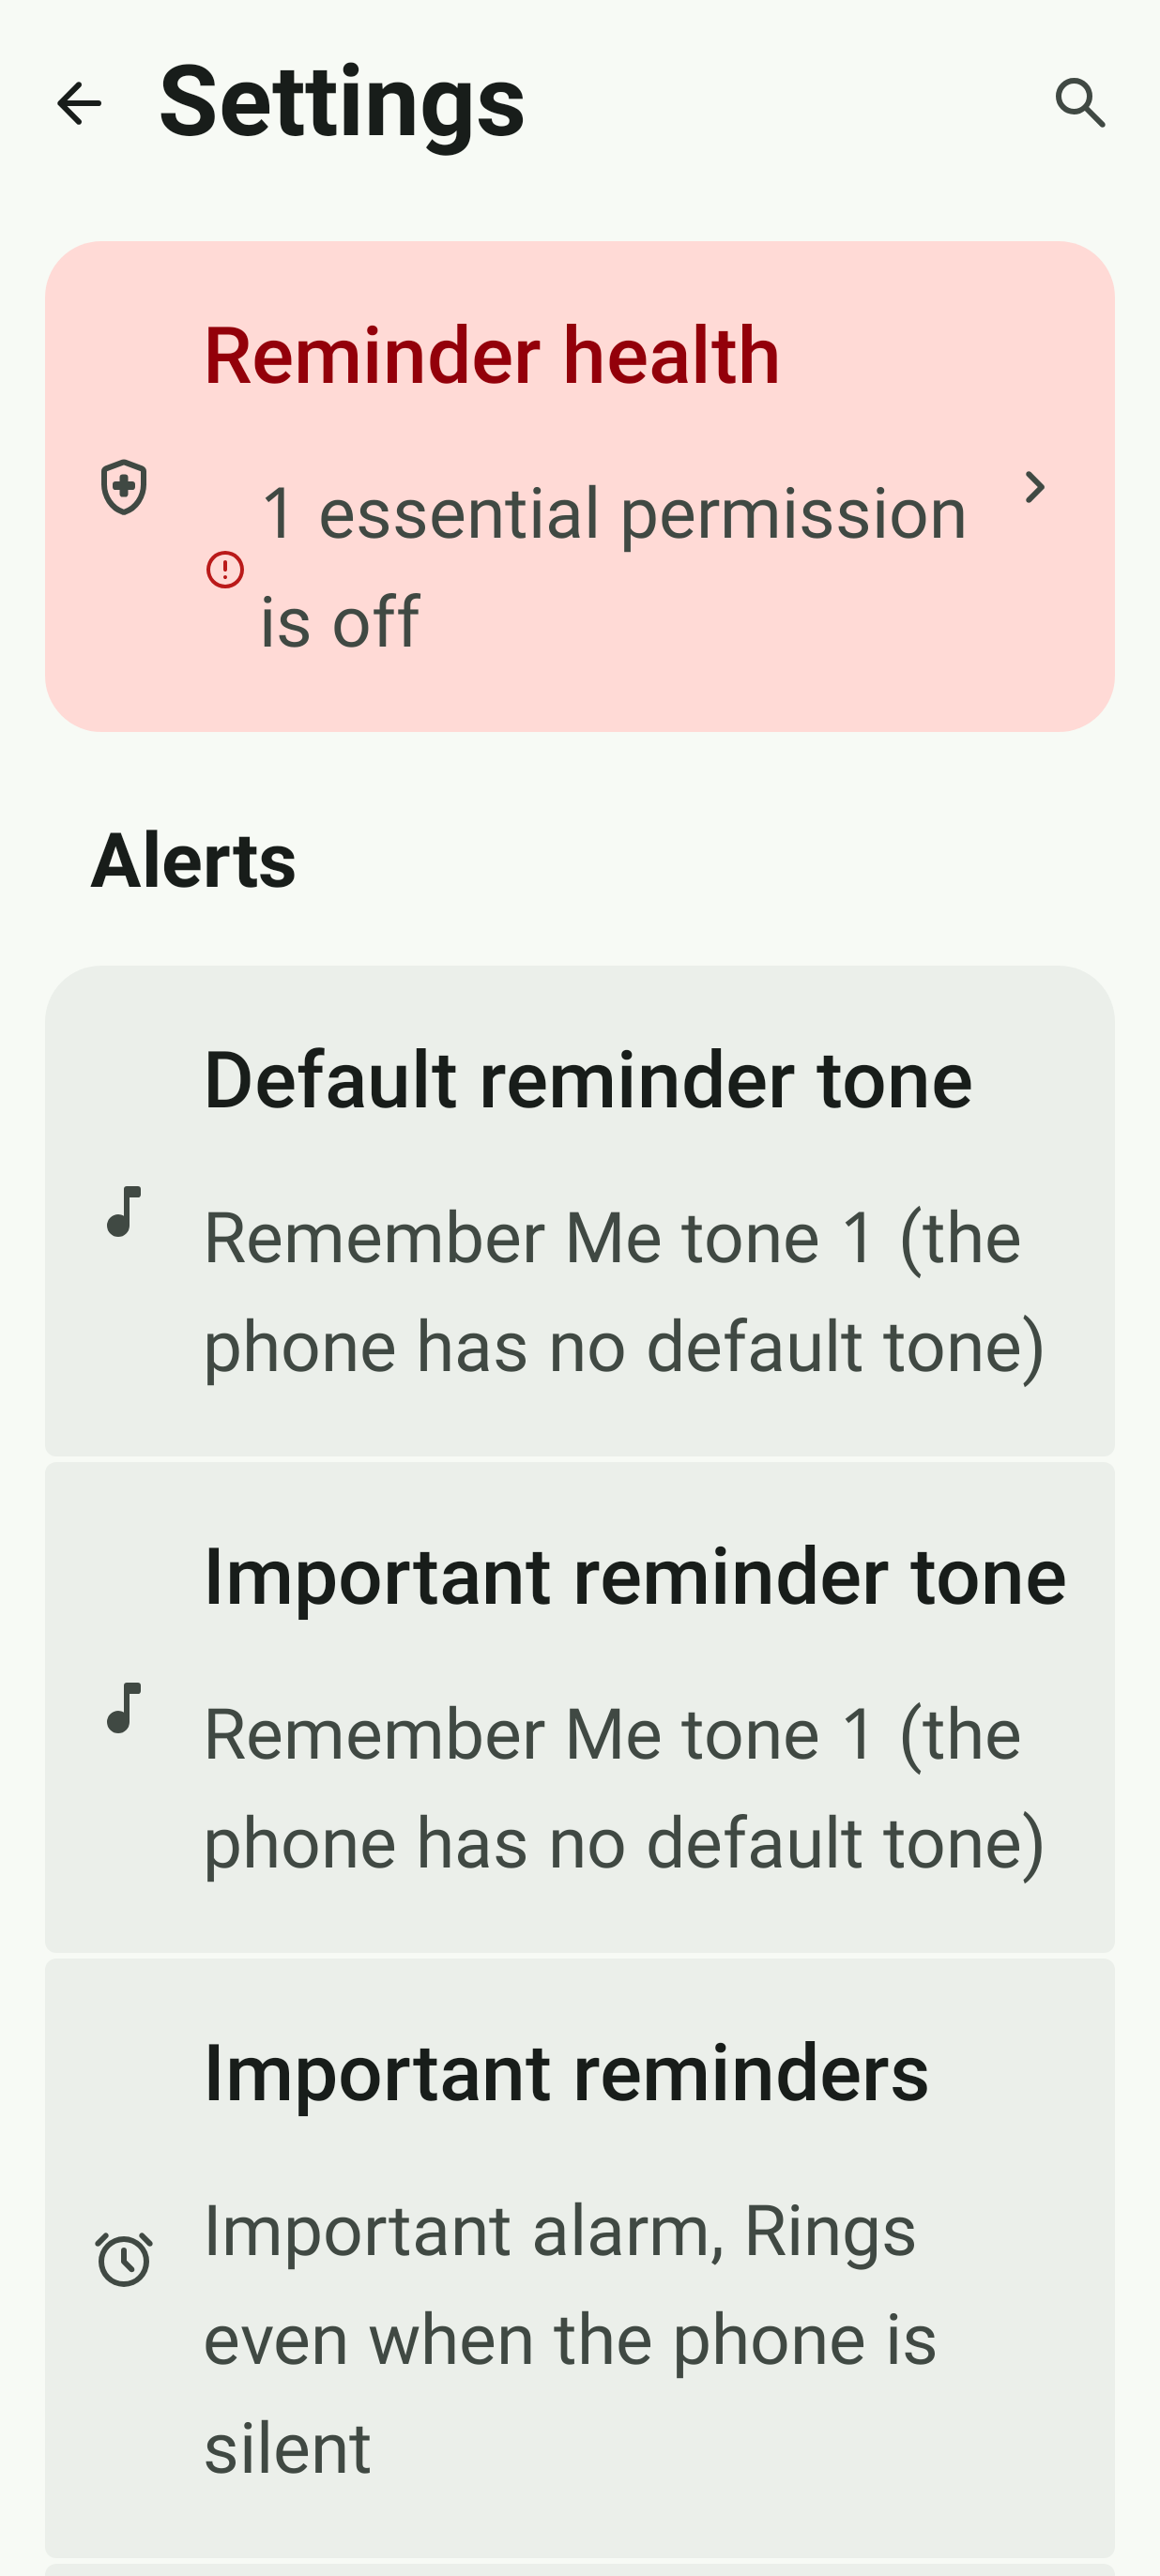 Settings
Reminder health
1 essential permission
is off
Alerts
Default reminder tone
Remember Me tone 1 (the
phone has no default tone)
Important reminder tone
Remember Me tone 1 (the
phone has no default tone)
Important reminders
Important alarm, Rings
even when the phone is
silent